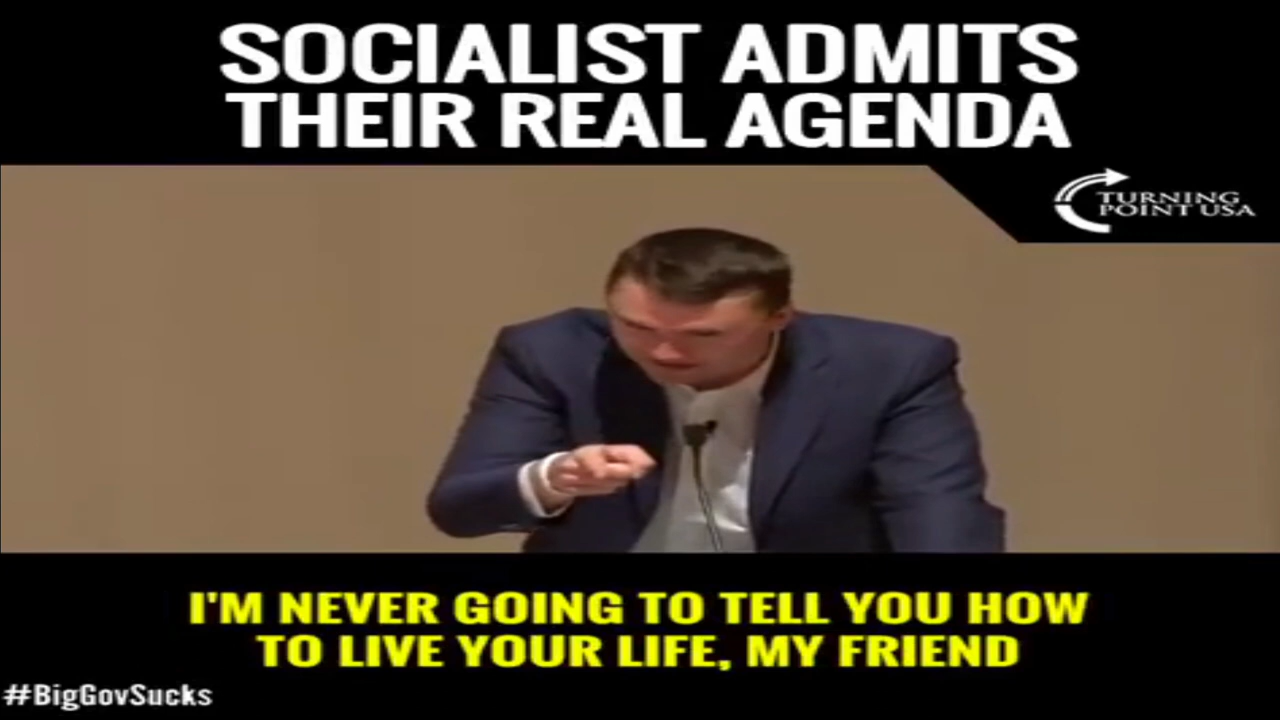 SOCIALIST ADMITS
THEIR REAL AGENDA
TURNING
POINT USA
I'M NEVER GOING TO TELL YOU HOW
TO LIVE YOUR LIFE, MY FRIEND
#BigGovSucks